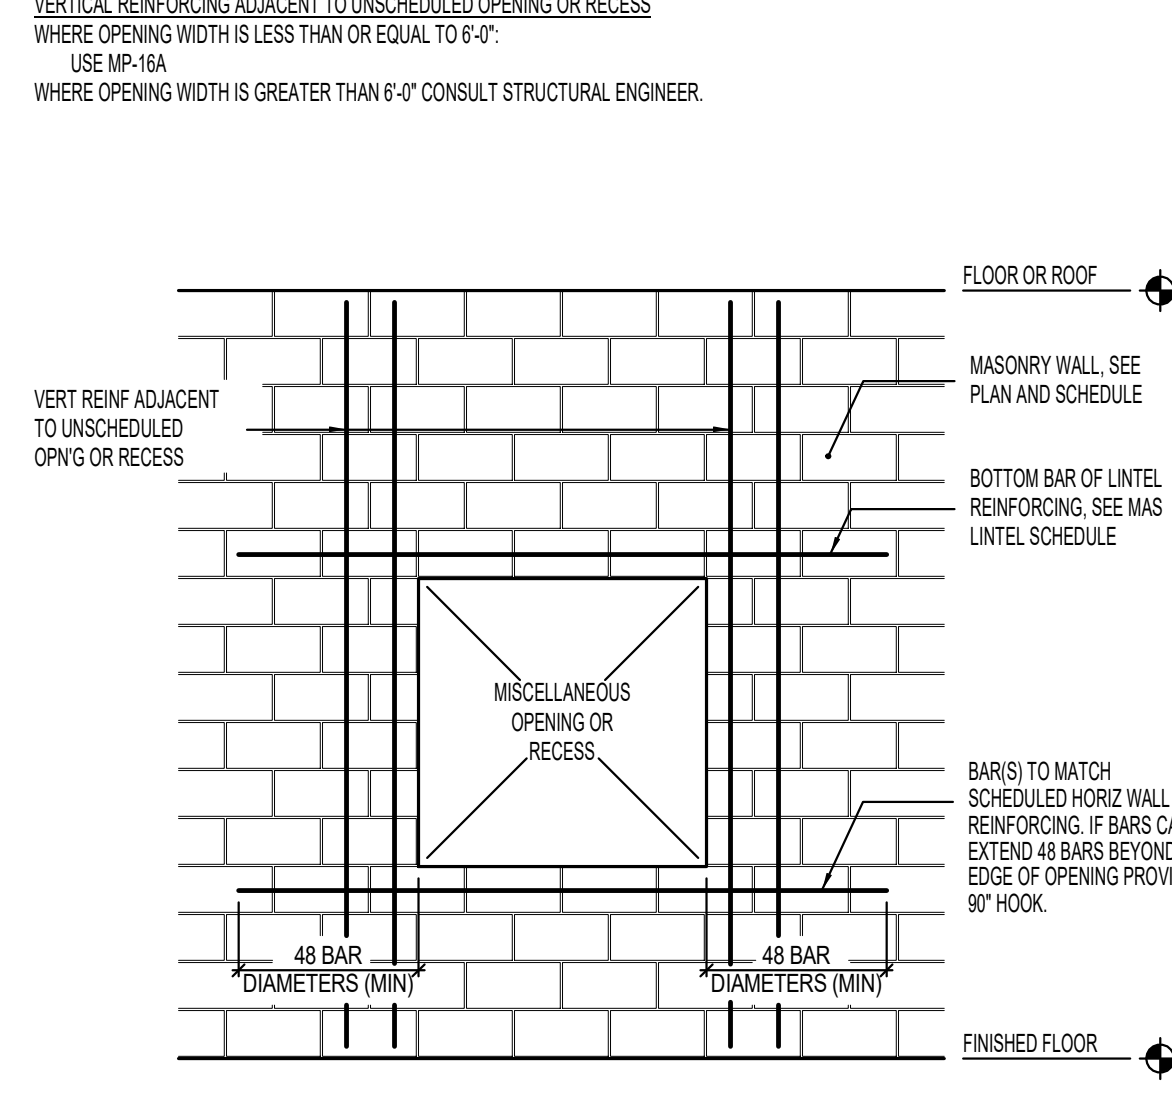 VERTICAL REINFORCING ADJACENT TO UNSCHEDULED OPENING OR RECESS
WHERE OPENING WIDTH IS LESS THAN OR EQUAL TO 6'-0":
USE MP-16A
WHERE OPENING WIDTH IS GREATER THAN 6'-0" CONSULT STRUCTURAL ENGINEER.
FLOOR OR ROOF
MASONRY WALL, SEE
PLAN AND SCHEDULE
VERT REINF ADJACENT
TO UNSCHEDULED
OPN'G OR RECESS
BOTTOM BAR OF LINTEL
REINFORCING, SEE MAS
LINTEL SCHEDULE
MISCELLANEOUS
OPENING OR
RECESS
BAR(S) TO MATCH
SCHEDULED HORIZ WALL
REINFORCING. IF BARS
EXTEND 48 BARS BEYOND
EDGE OF OPENING
90" HOOK.
48 BAR
DIAMETERS (MIN)
48 BAR
DIAMETERS (MIN)
FINISHED FLOOR